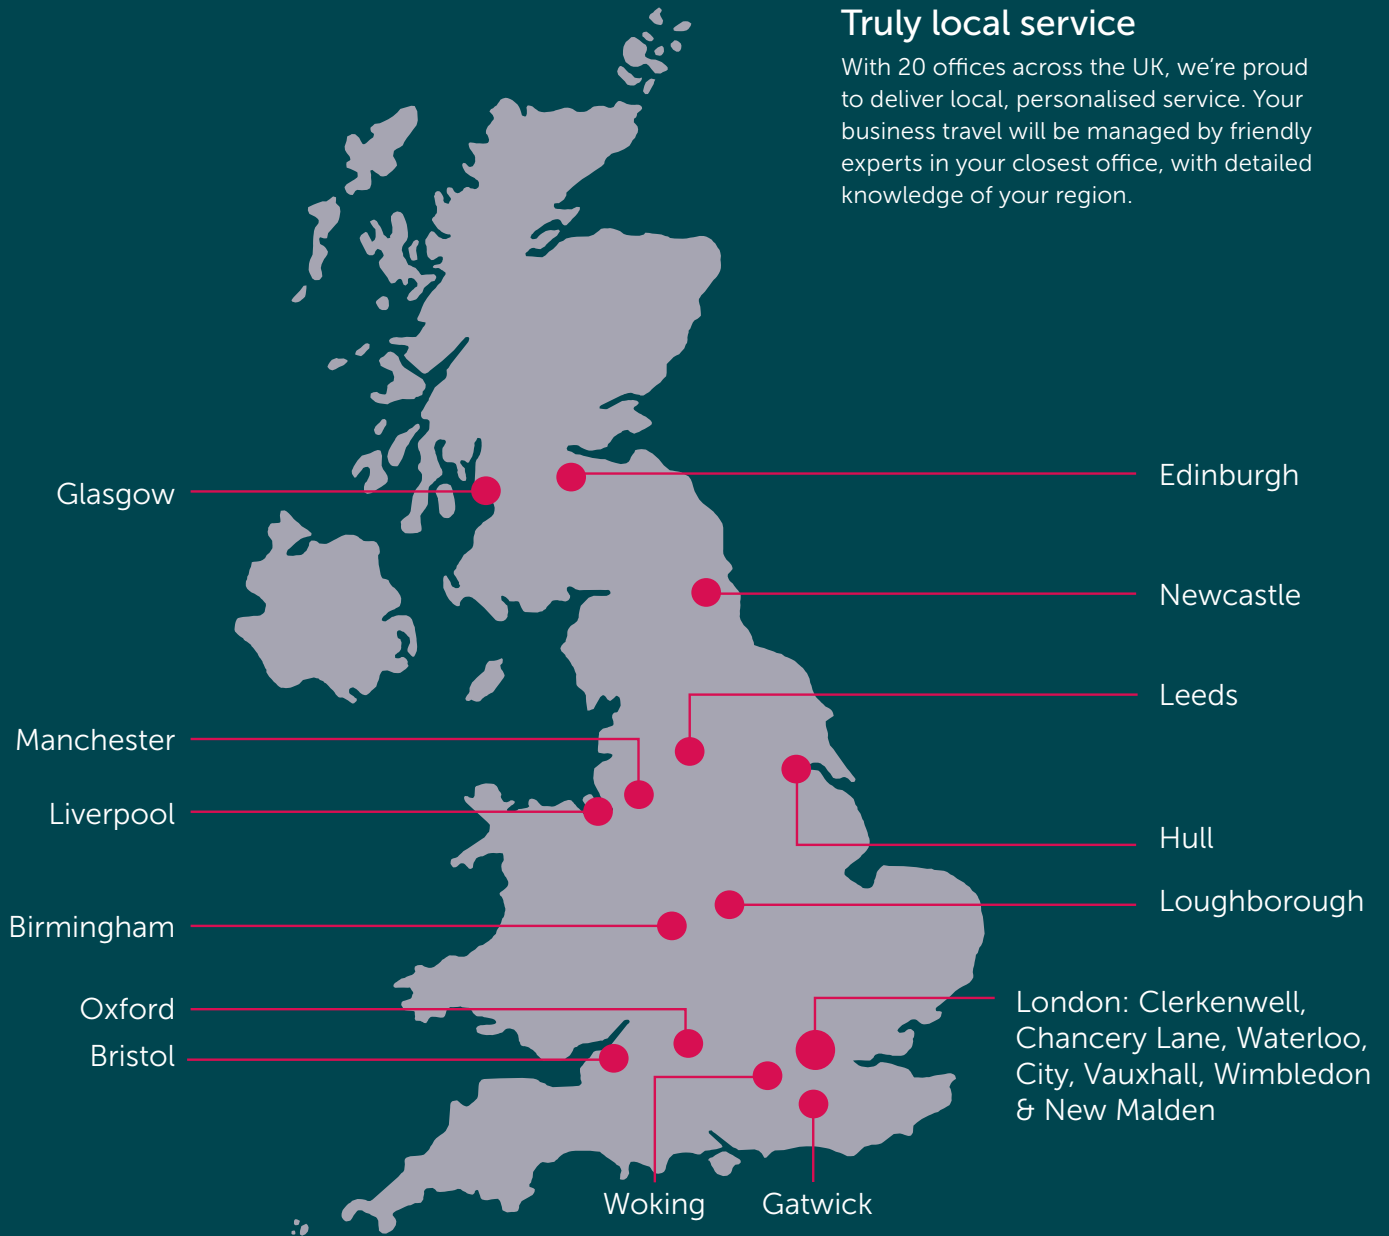 Truly local service
With 20 offices across the UK, we're proud
to deliver local, personalised service. Your
business travel will be managed by friendly
experts in your closest office, with detailed
knowledge of your region.
Edinburgh
Glasgow
Newcastle
Leeds
Manchester
Liverpool
Hull
Loughborough
Birmingham
Oxford
London: Clerkenwell,
Chancery Lane, Waterloo,
City, Vauxhall, Wimbledon
& New Malden
Bristol
Woking
Gatwick